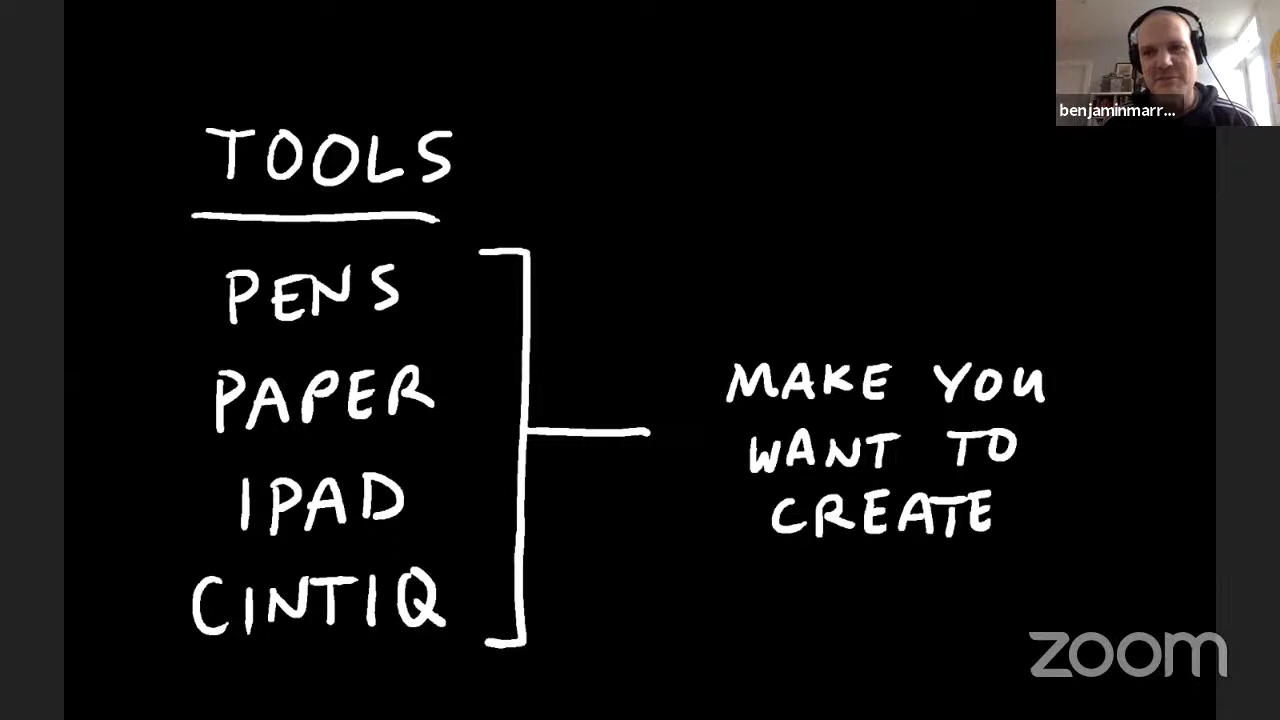 TOOLS
PENS
PAPER
IPAD
CINTIQ
MAKE YOU
WANT TO
CREATE
benjaminmarr...
zoom